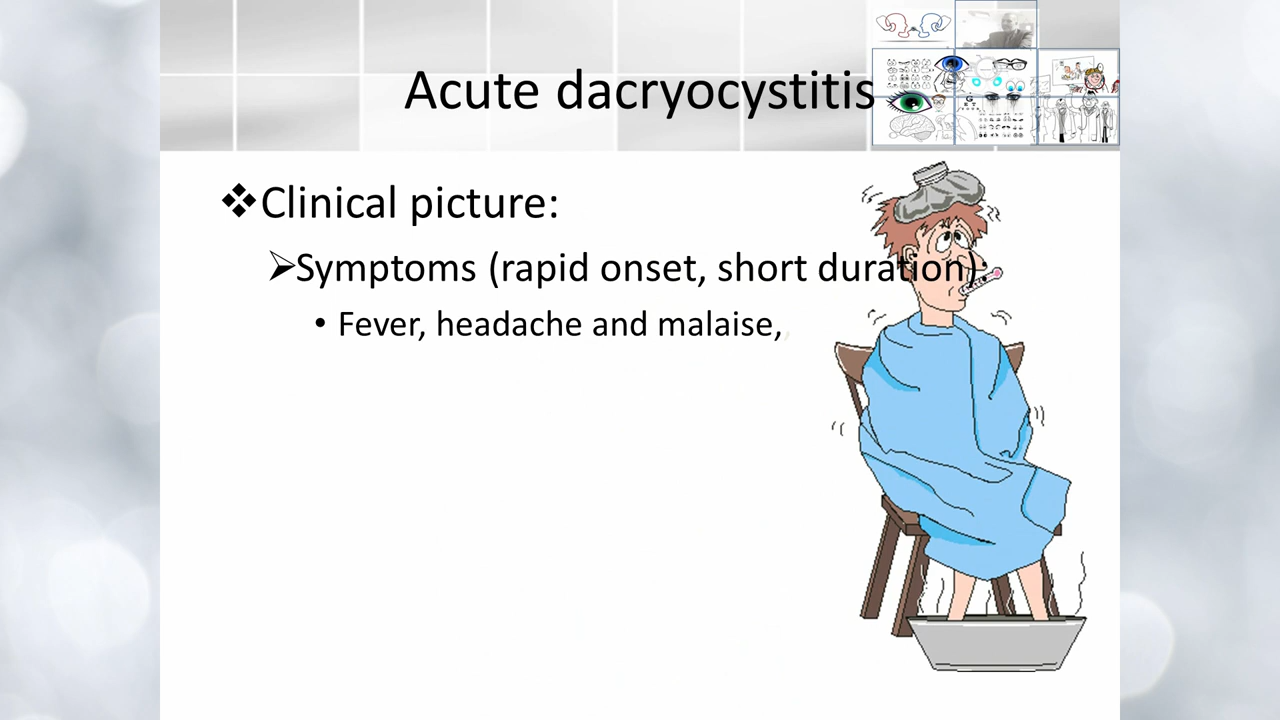 Acute dacryocystitis
❖Clinical picture:
➢Symptoms (rapid onset, short duration).
• Fever, headache and malaise,